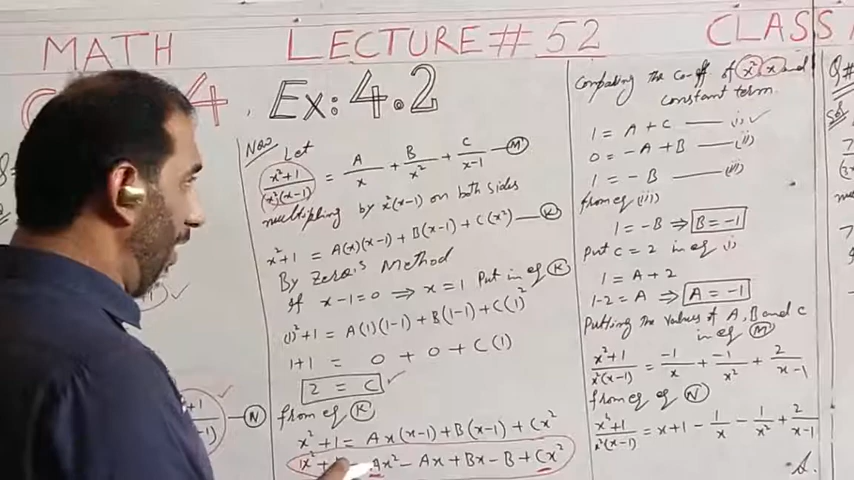 MATH LECTURE # 52 CLASS
4, Ex: 4.2
Now Let
x²+1/x²(x-1) = A/x + B/x² + C/x-1 — (M)
multipling by x²(x-1) on both sides
x²+1 = A(x)(x-1) + B(x-1) + C(x²) — (K)
By Zero's Method
If x-1=0 ⇒ x=1 Put in eq (K)
(1)²+1 = A(1)(1-1) + B(1-1) + C(1)²
1+1 = 0 + 0 + C(1)
2 = C ✓
from eq (K)
x²+1 = Ax(x-1) + B(x-1) + Cx²
Ax² - Ax + Bx - B + Cx²
— (N)
Comparing the co-eff of x², x and
constant term.
1 = A + C — (i) ✓
0 = -A + B — (ii)
1 = -B — (iii)
from eq (iii)
1 = -B ⇒ B = -1
Put C = 2 in eq (i)
1 = A + 2
1-2 = A ⇒ A = -1
Putting the values of A, B and C
in eq (M)
x²+1/x²(x-1) = -1/x + -1/x² + 2/x-1
from eq of eq (N)
= x+1 - 1/x - 1/x² + 2/x-1
Q #